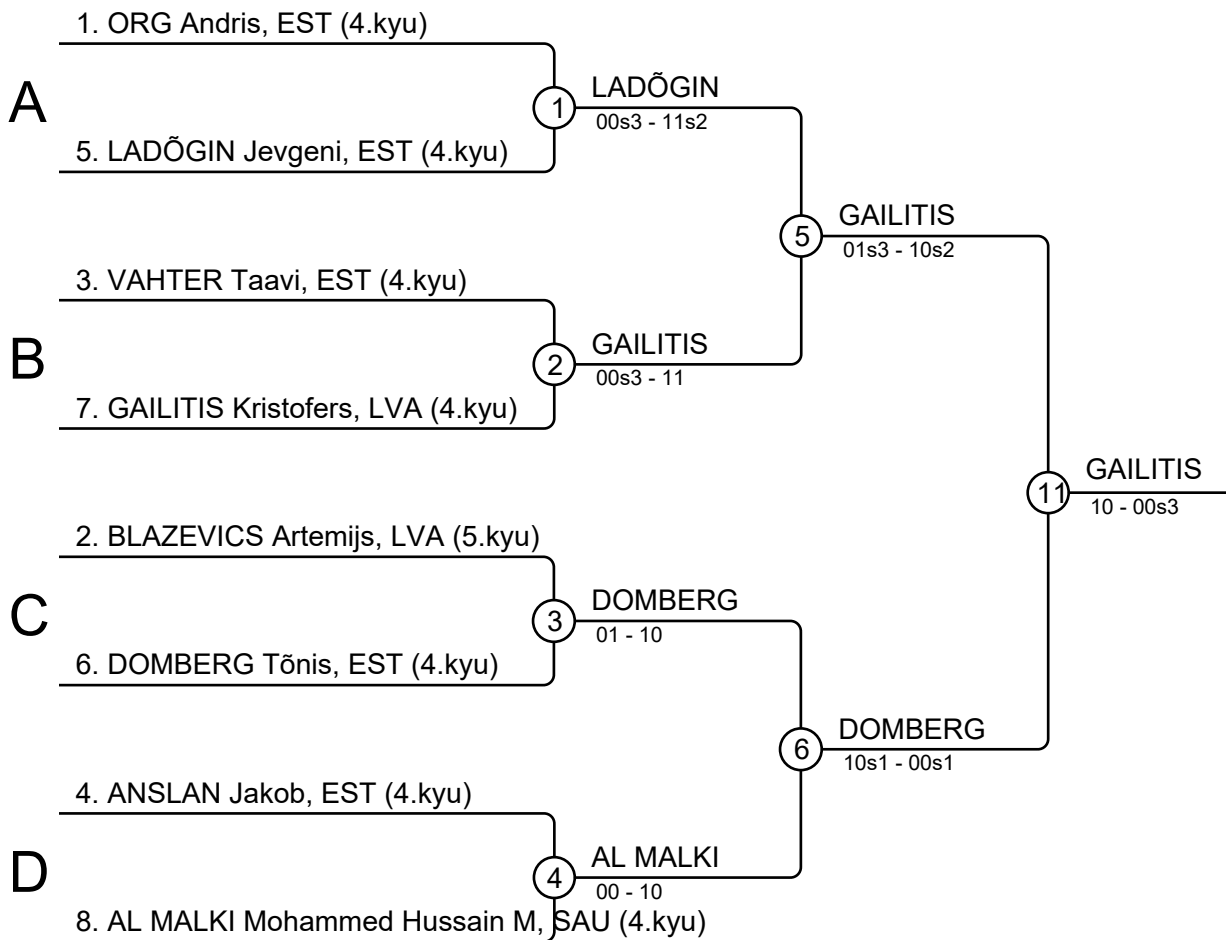 1. ORG Andris, EST (4.kyu)
A
1
LADÕGIN
00s3 - 11s2
5. LADÕGIN Jevgeni, EST (4.kyu)
5
GAILITIS
01s3 - 10s2
3. VAHTER Taavi, EST (4.kyu)
B
2
GAILITIS
00s3 - 11
7. GAILITIS Kristofers, LVA (4.kyu)
11
GAILITIS
10 - 00s3
2. BLAZEVICS Artemijs, LVA (5.kyu)
C
3
DOMBERG
01 - 10
6. DOMBERG Tõnis, EST (4.kyu)
6
DOMBERG
10s1 - 00s1
4. ANSLAN Jakob, EST (4.kyu)
D
4
AL MALKI
00 - 10
8. AL MALKI Mohammed Hussain M, SAU (4.kyu)